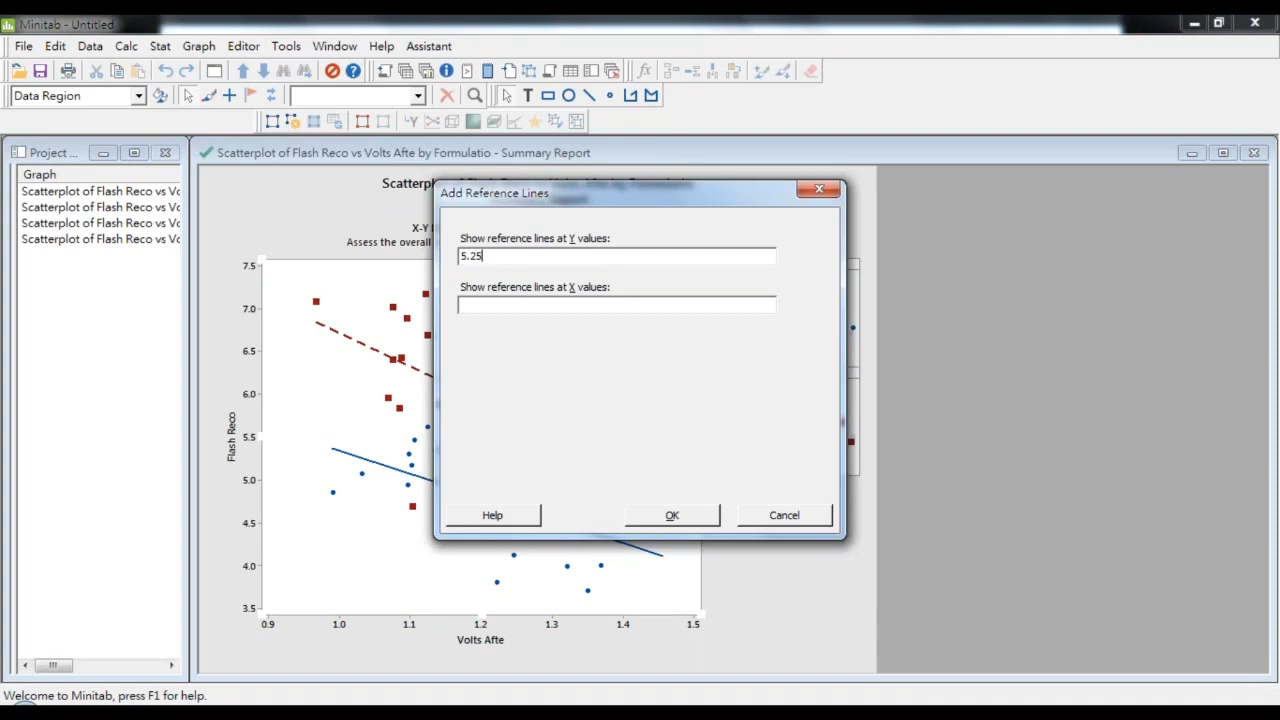 Minitab - Untitled
File Edit Data Calc Stat Graph Editor Tools Window Help Assistant
Data Region
Project ...
Scatterplot of Flash Reco vs Volts Afte by Formulatio - Summary Report
Graph
Scatterplot of Flash Reco vs Vo
Scatterplot of Flash Reco vs Vo
Scatterplot of Flash Reco vs Vo
Scatterplot of Flash Reco vs Vo
Scatterp
X-Y
Assess the overall
Add Reference Lines
Show reference lines at Y values:
5.25
Show reference lines at X values:
Help OK Cancel
7.5
7.0
6.5
6.0
5.5
5.0
4.5
4.0
3.5
Flash Reco
0.9 1.0 1.1 1.2 1.3 1.4 1.5
Volts Afte
Welcome to Minitab, press F1 for help.